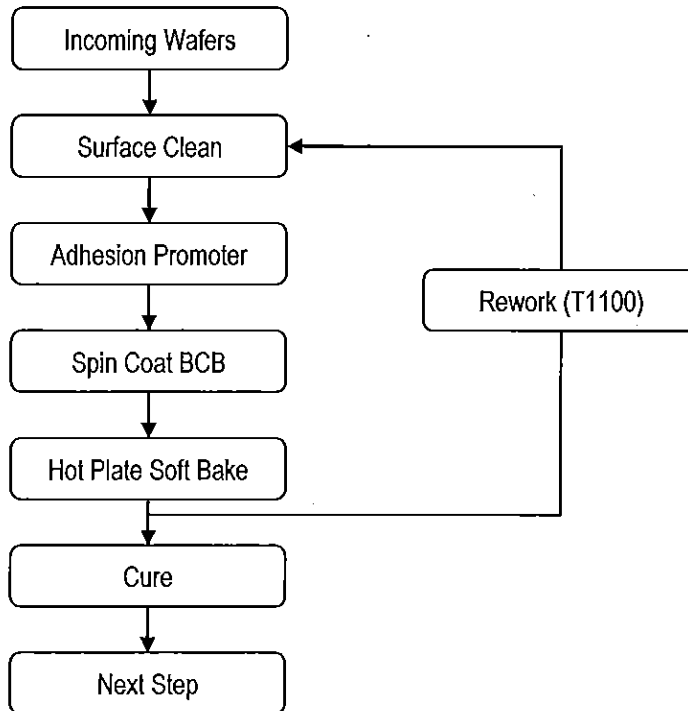 Incoming Wafers
Surface Clean
Adhesion Promoter
Rework (T1100)
Spin Coat BCB
Hot Plate Soft Bake
Cure
Next Step